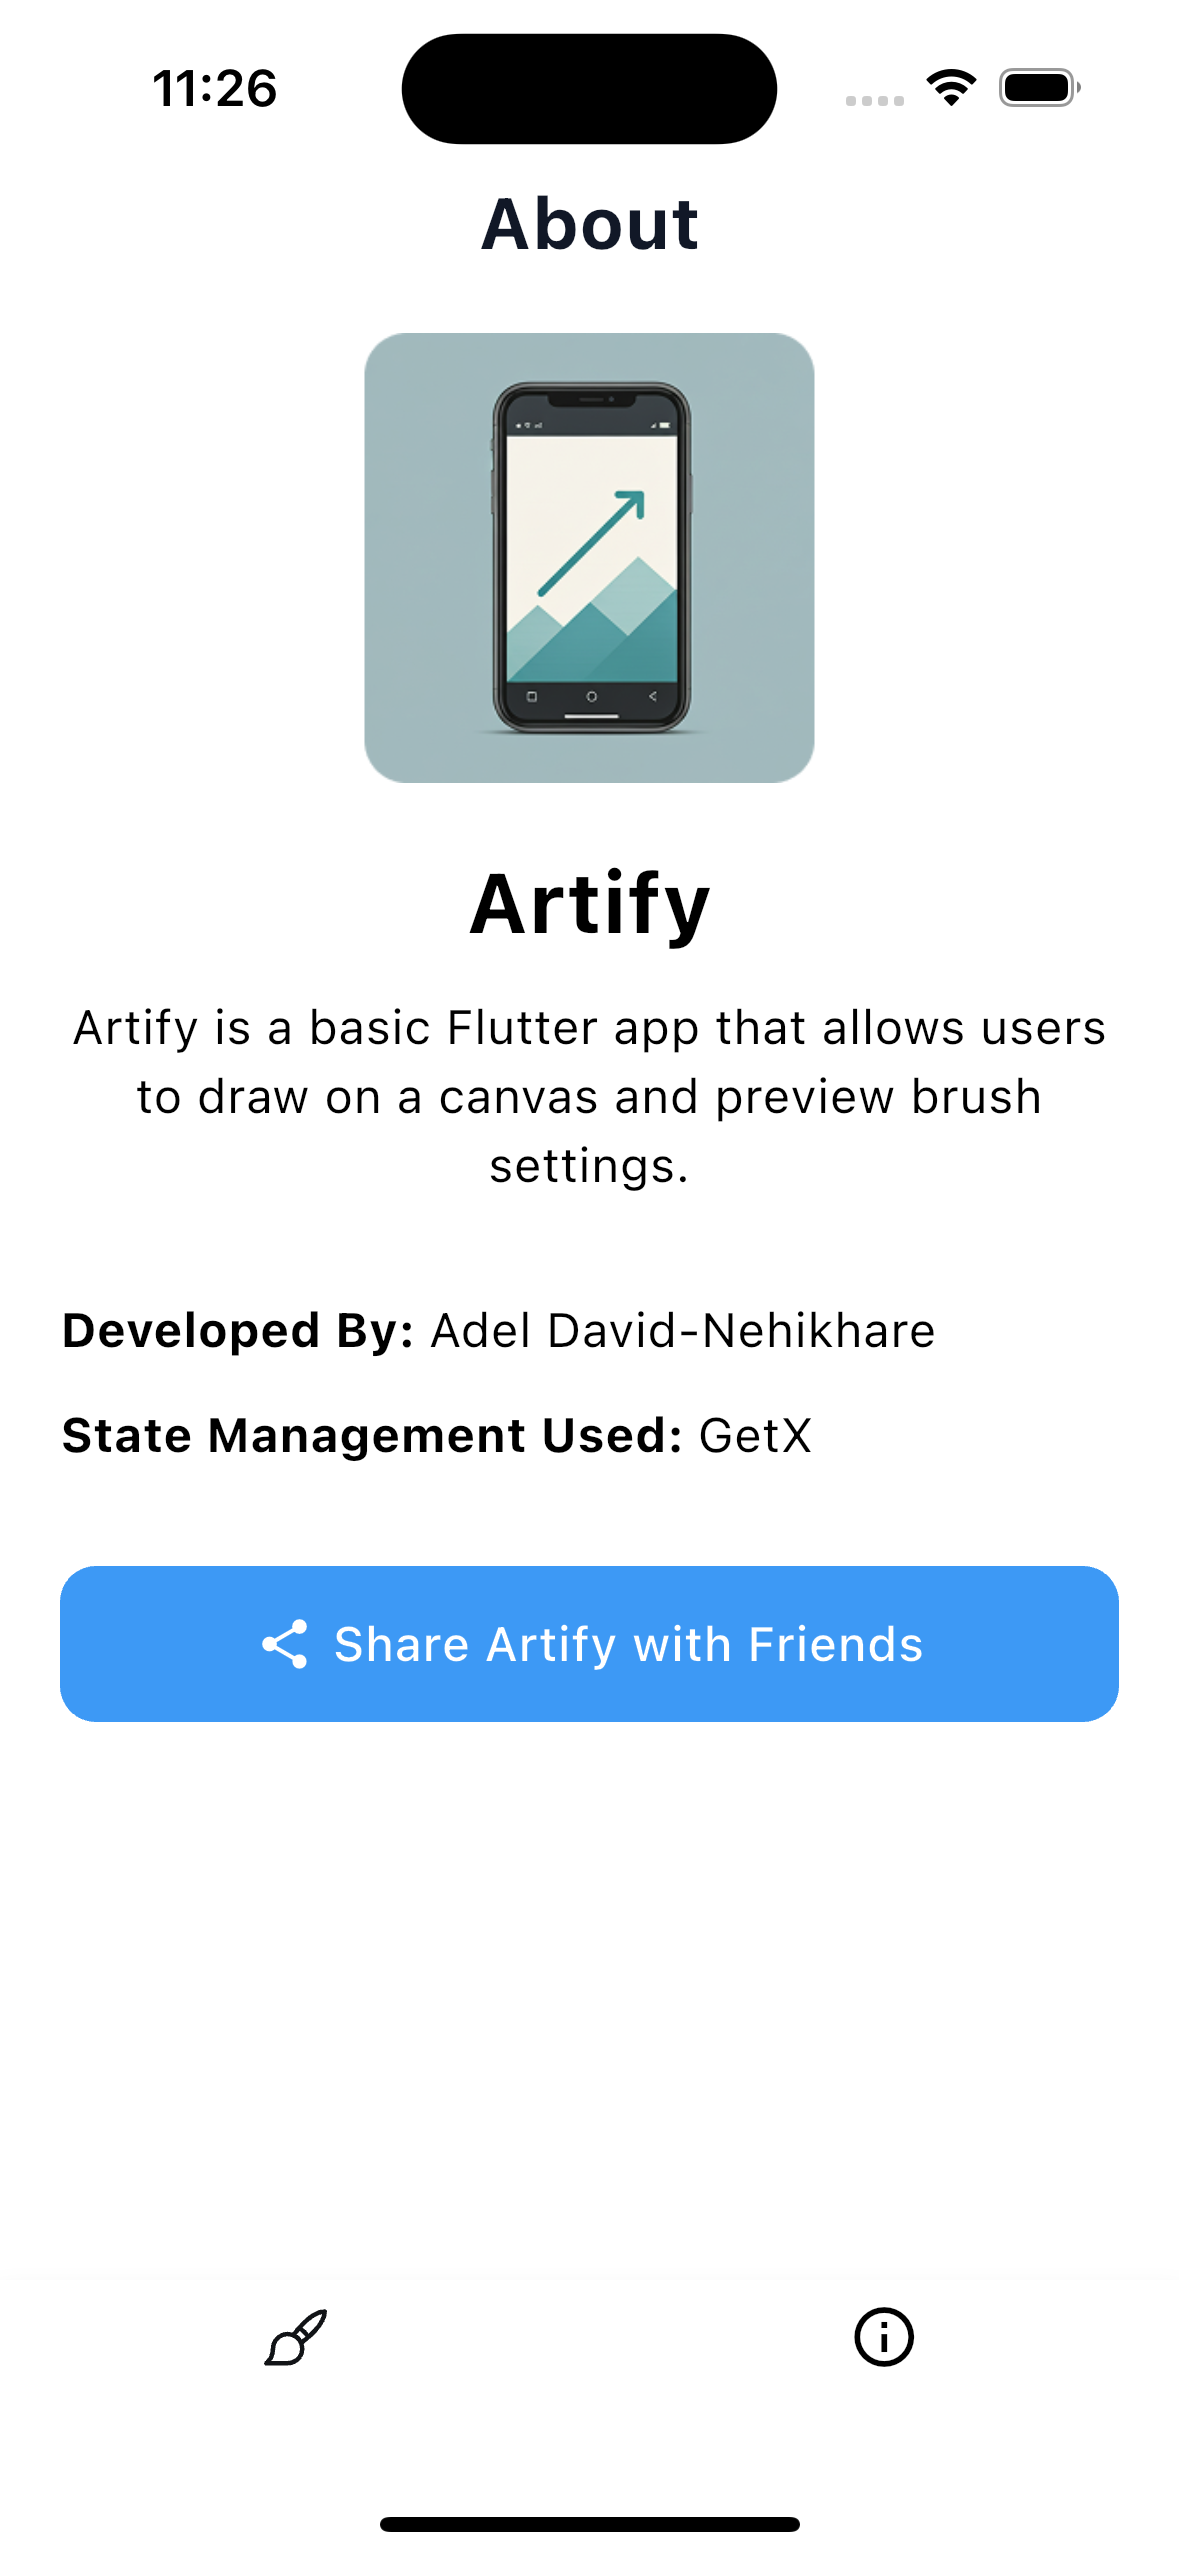 11:26
About
Artify
Artify is a basic Flutter app that allows users
to draw on a canvas and preview brush
settings.
Developed By: Adel David-Nehikhare
State Management Used: GetX
Share Artify with Friends